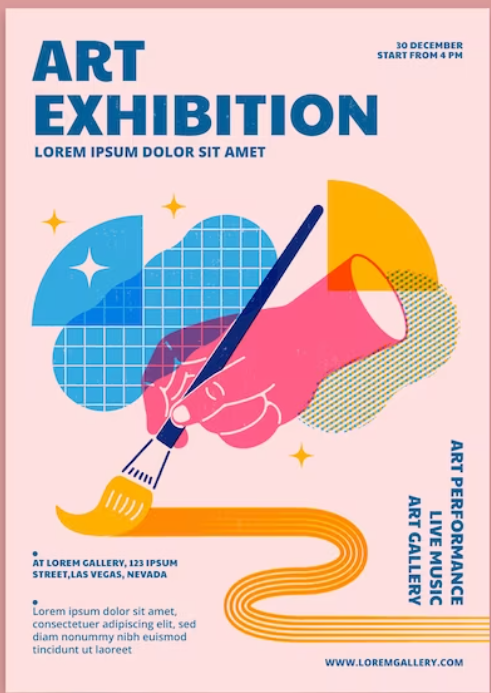 ART
EXHIBITION
LOREM IPSUM DOLOR SIT AMET
30 DECEMBER
START FROM 4 PM
ART PERFORMANCE
LIVE MUSIC
ART GALLERY
AT LOREM GALLERY, 123 IPSUM
STREET,LAS VEGAS, NEVADA
Lorem ipsum dolor sit amet,
consectetuer adipiscing elit, sed
diam nonummy nibh euismod
tincidunt ut laoreet
WWW.LOREMGALLERY.COM